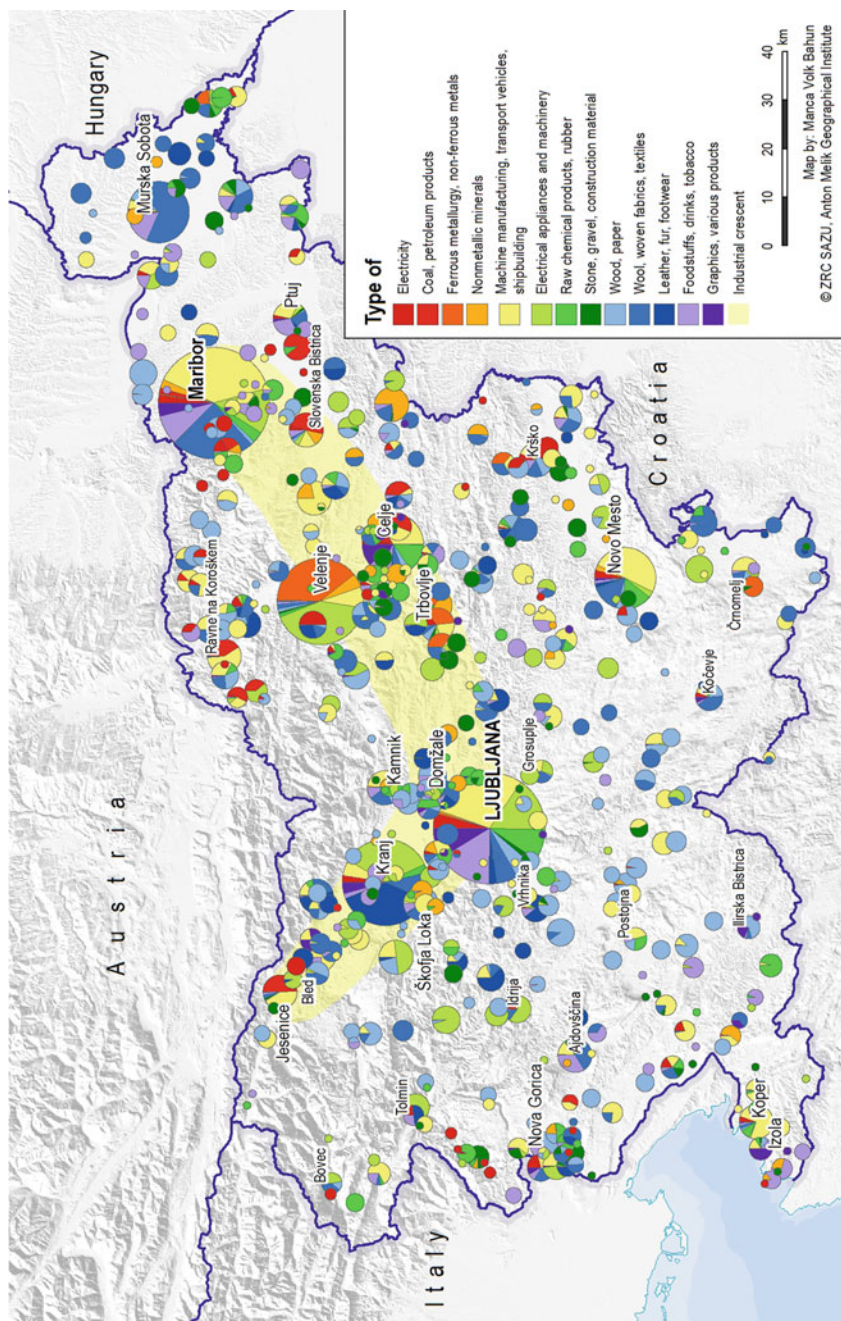 Austria
Hungary
Italy
Croatia
Murska Sobota
Maribor
Ptuj
Slovenska Bistrica
Ravne na Koroškem
Velenje
Celje
Trbovlje
Krško
Novo Mesto
Črnomelj
Kočevje
Kamnik
Domžale
LJUBLJANA
Grosuplje
Kranj
Škofja Loka
Vrhnika
Jesenice
Bled
Idrija
Postojna
Ilirska Bistrica
Ajdovščina
Tolmin
Bovec
Nova Gorica
Koper
Izola
Type of
Electricity
Coal, petroleum products
Ferrous metallurgy, non-ferrous metals
Nonmetallic minerals
Machine manufacturing, transport vehicles,
shipbuilding
Electrical appliances and machinery
Raw chemical products, rubber
Stone, gravel, construction material
Wood, paper
Wool, woven fabrics, textiles
Leather, fur, footwear
Foodstuffs, drinks, tobacco
Graphics, various products
Industrial crescent
0 10 20 30 40
km
Map by: Manca Volk Bahun
© ZRC SAZU, Anton Melik Geographical Institute